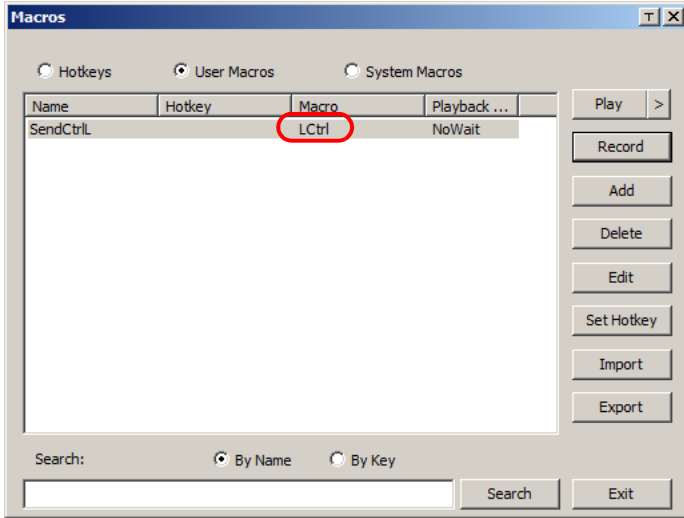 Macros
Hotkeys User Macros System Macros
Name Hotkey Macro Playback ... Play >
SendCtrlL LCtrl NoWait
Record
Add
Delete
Edit
Set Hotkey
Import
Export
Search: By Name By Key
Search Exit